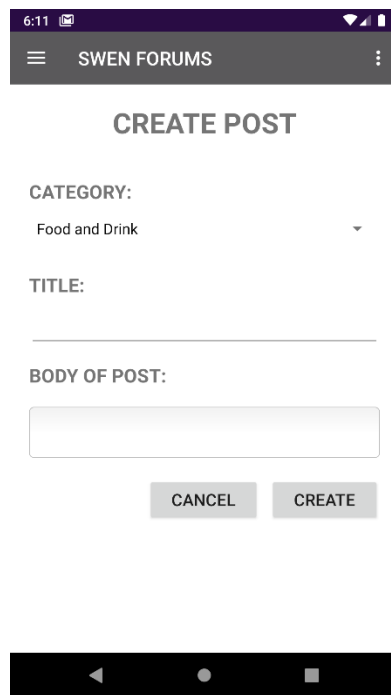 6:11
SWEN FORUMS
CREATE POST
CATEGORY:
Food and Drink
TITLE:
BODY OF POST:
CANCEL CREATE